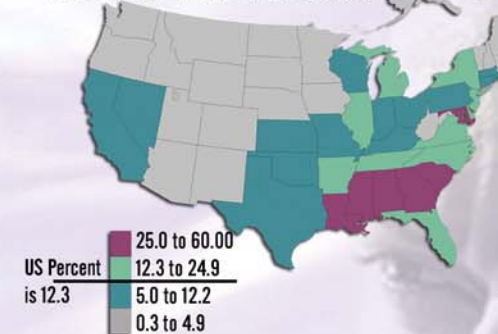 25.0 to 60.00
US Percent 12.3 to 24.9
is 12.3 5.0 to 12.2
0.3 to 4.9